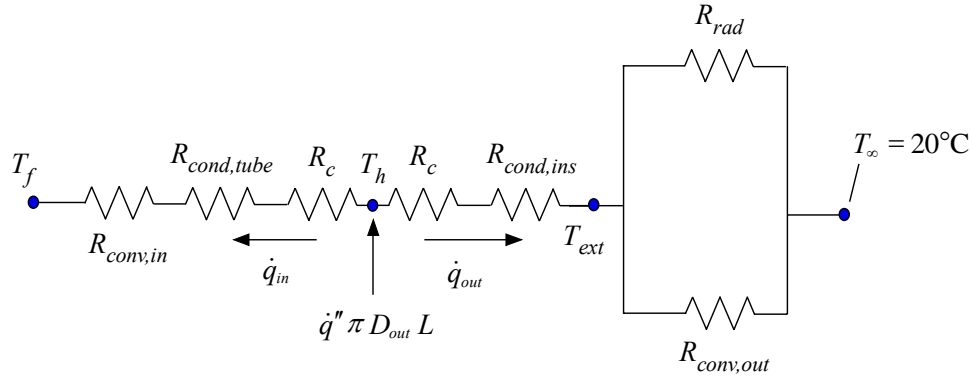 R_rad
T_∞ = 20°C
T_f
R_cond,tube
R_c
T_h
R_c
R_cond,ins
R_conv,in
q̇_in
q̇_out
T_ext
q̇″ π D_out L
R_conv,out